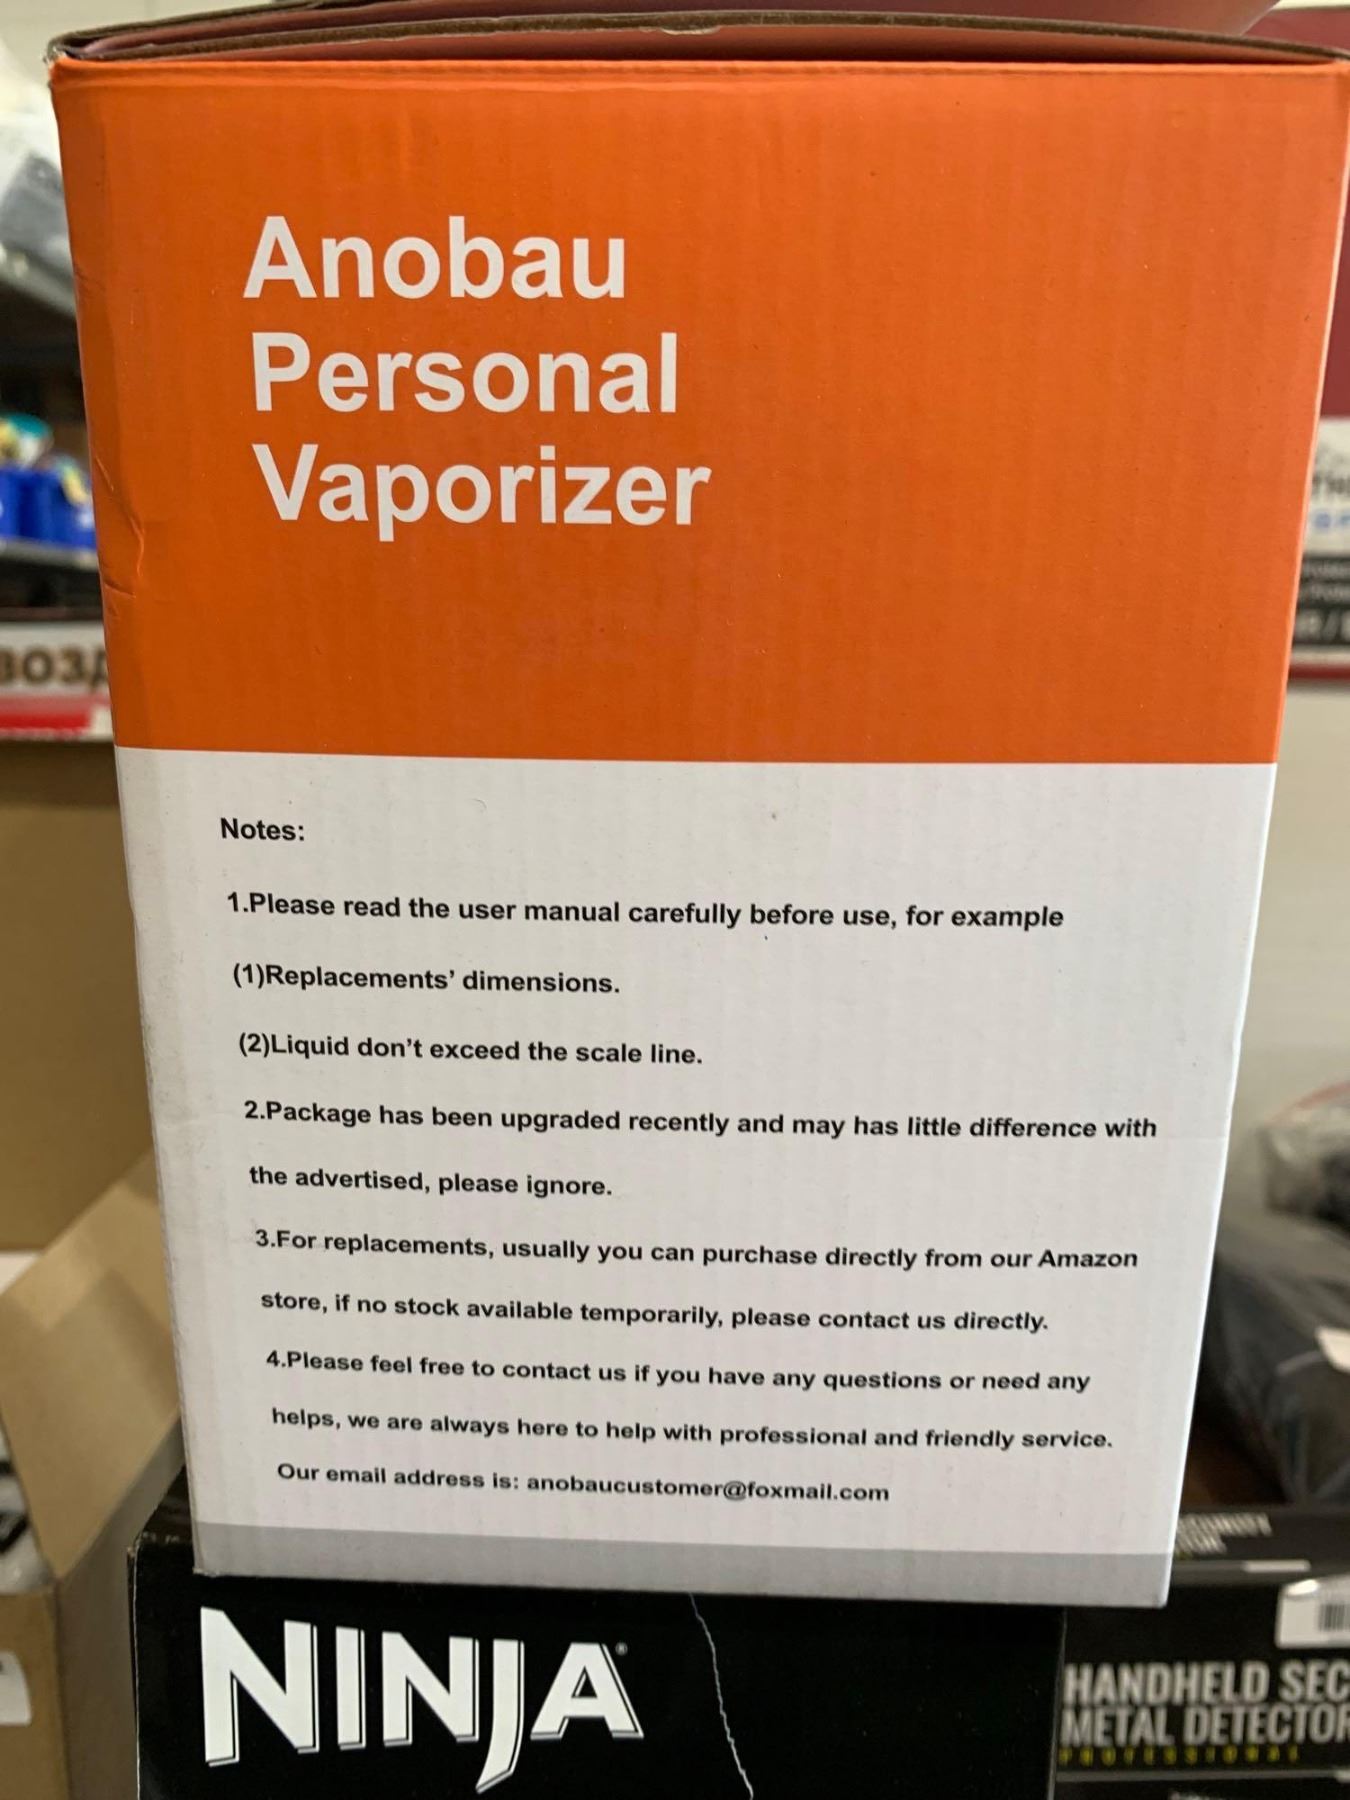 Anobau
Personal
Vaporizer
Notes:
1.Please read the user manual carefully before use, for example
(1)Replacements’ dimensions.
(2)Liquid don’t exceed the scale line.
2.Package has been upgraded recently and may has little difference with
the advertised, please ignore.
3.For replacements, usually you can purchase directly from our Amazon
store, if no stock available temporarily, please contact us directly.
4.Please feel free to contact us if you have any questions or need any
helps, we are always here to help with professional and friendly service.
Our email address is: anobaucustomer@foxmail.com
NINJA®
HANDHELD SEC
METAL DETECTOR
PROFESSIONAL
ВОЗД